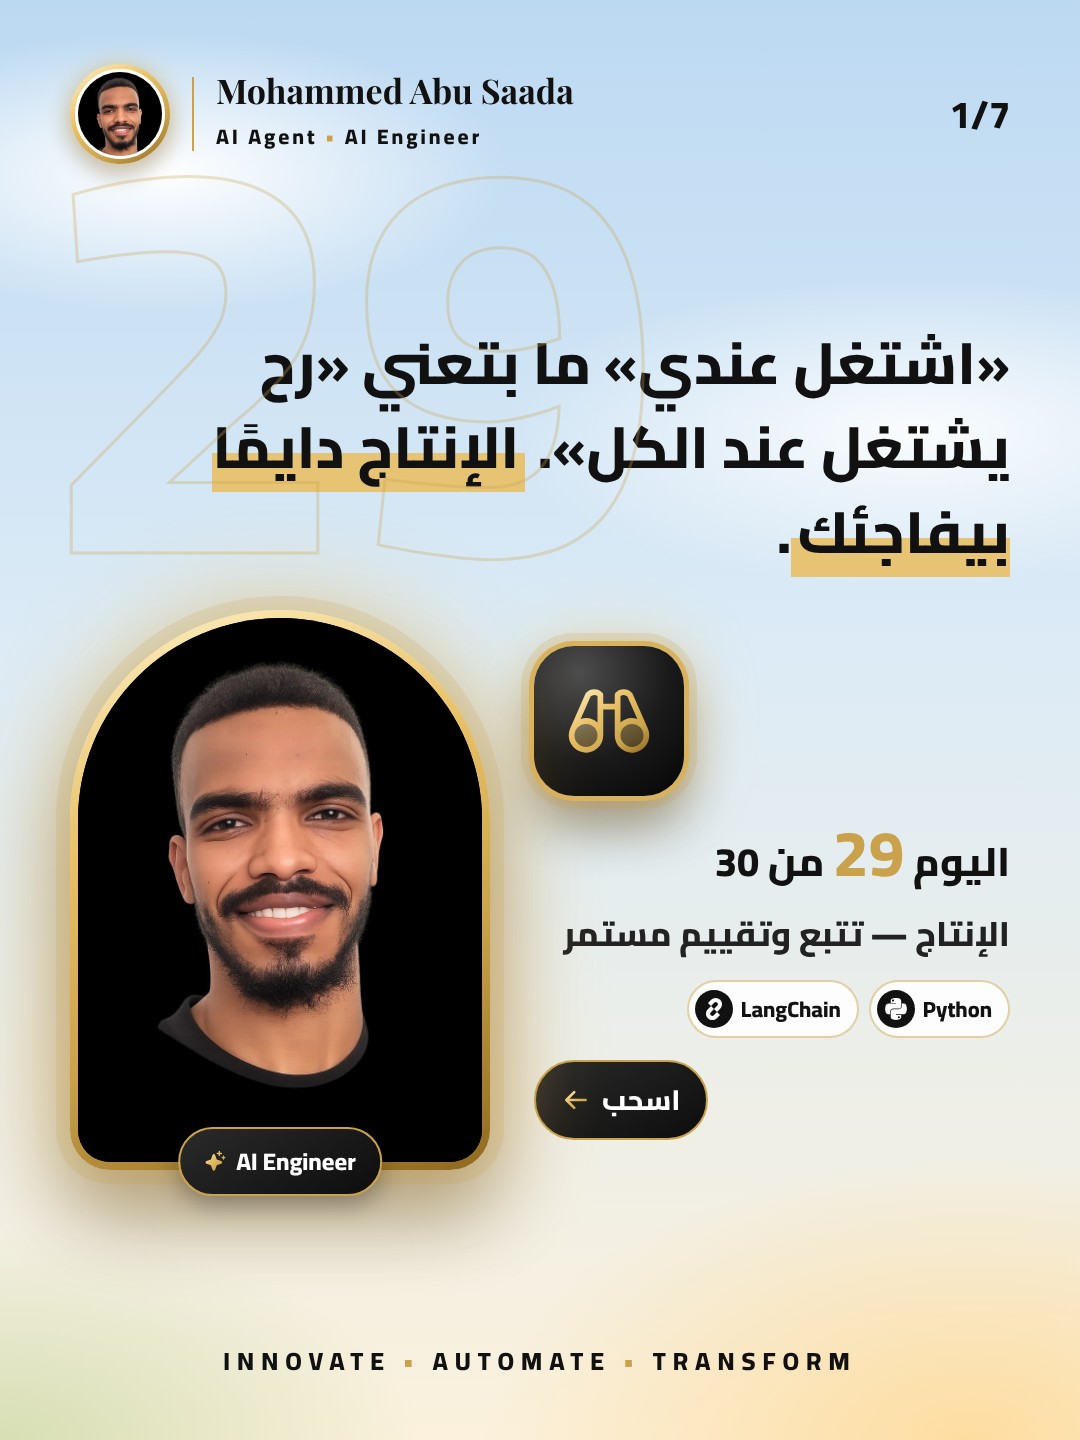 Mohammed Abu Saada
AI Agent ▪ AI Engineer
1/7
29
«اشتغل عندي» ما بتعني «رح
يشتغل عند الكل». الإنتاج دايمًا
بيفاجئك.
اليوم 29 من 30
الإنتاج — تتبع وتقييم مستمر
Python
LangChain
اسحب ←
AI Engineer
INNOVATE ▪ AUTOMATE ▪ TRANSFORM